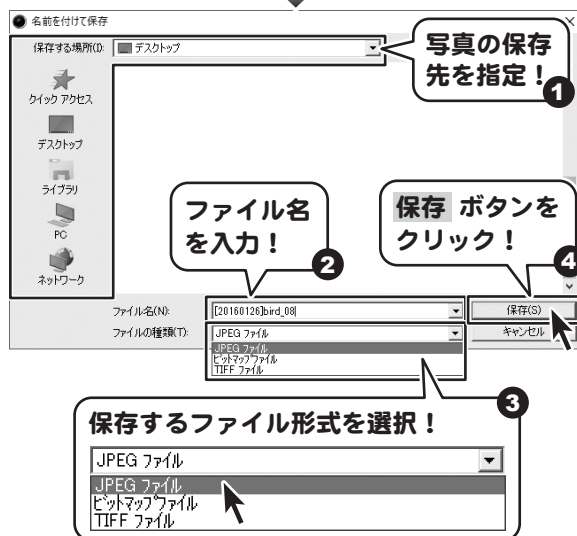 名前を付けて保存
保存する場所(I):
デスクトップ
写真の保存
先を指定！
1
クイック アクセス
デスクトップ
ライブラリ
PC
ネットワーク
ファイル名
を入力！
2
保存 ボタンを
クリック！
4
ファイル名(N):
[20160126]bird_08
保存(S)
ファイルの種類(T):
JPEG ファイル
キャンセル
JPEG ファイル
ビットマップファイル
TIFF ファイル
3
保存するファイル形式を選択！
JPEG ファイル
JPEG ファイル
ビットマップファイル
TIFF ファイル